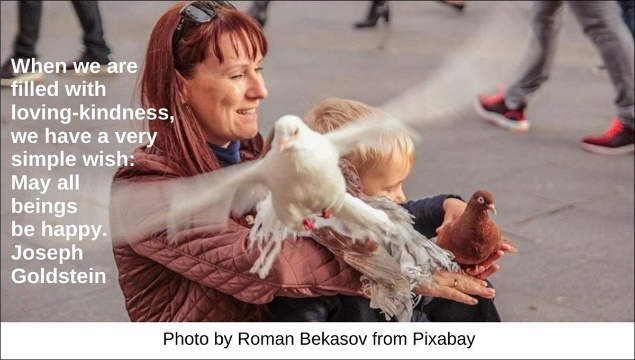 When we are
filled with
loving-kindness,
we have a very
simple wish:
May all
beings
be happy.
Joseph
Goldstein
Photo by Roman Bekasov from Pixabay